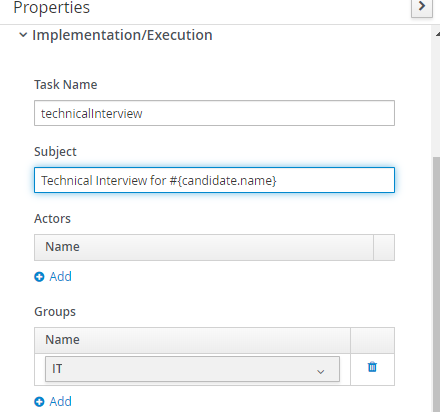 Properties
Implementation/Execution
Task Name
technicalInterview
Subject
Technical Interview for #{candidate.name}
Actors
Name
Add
Groups
Name
IT
Add